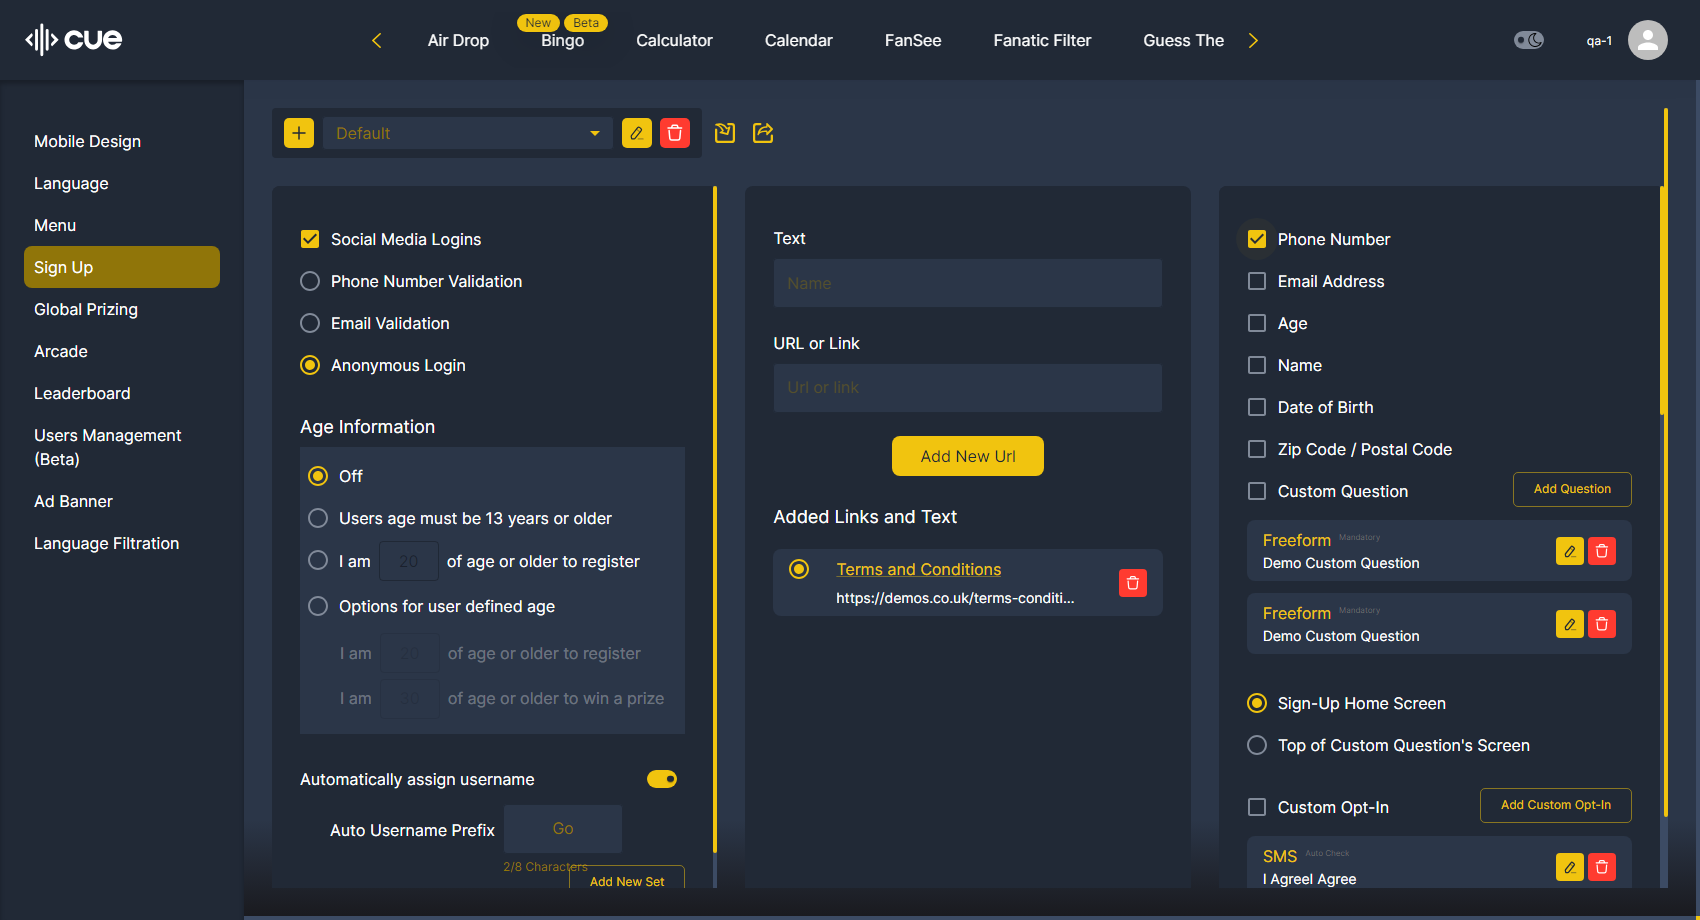 cue
Air Drop
New
Beta
Bingo
Calculator
Calendar
FanSee
Fanatic Filter
Guess The
qa-1
Mobile Design
Language
Menu
Sign Up
Global Prizing
Arcade
Leaderboard
Users Management
(Beta)
Ad Banner
Language Filtration
Default
Social Media Logins
Phone Number Validation
Email Validation
Anonymous Login
Age Information
Off
Users age must be 13 years or older
I am 20 of age or older to register
Options for user defined age
I am 20 of age or older to register
I am 30 of age or older to win a prize
Automatically assign username
Auto Username Prefix Go
2/8 Characters
Add New Set
Text
Name
URL or Link
Url or link
Add New Url
Added Links and Text
Terms and Conditions
https://demos.co.uk/terms-conditi...
Phone Number
Email Address
Age
Name
Date of Birth
Zip Code / Postal Code
Custom Question Add Question
Freeform Mandatory
Demo Custom Question
Freeform Mandatory
Demo Custom Question
Sign-Up Home Screen
Top of Custom Question's Screen
Custom Opt-In Add Custom Opt-In
SMS Auto Check
I AgreeI Agree